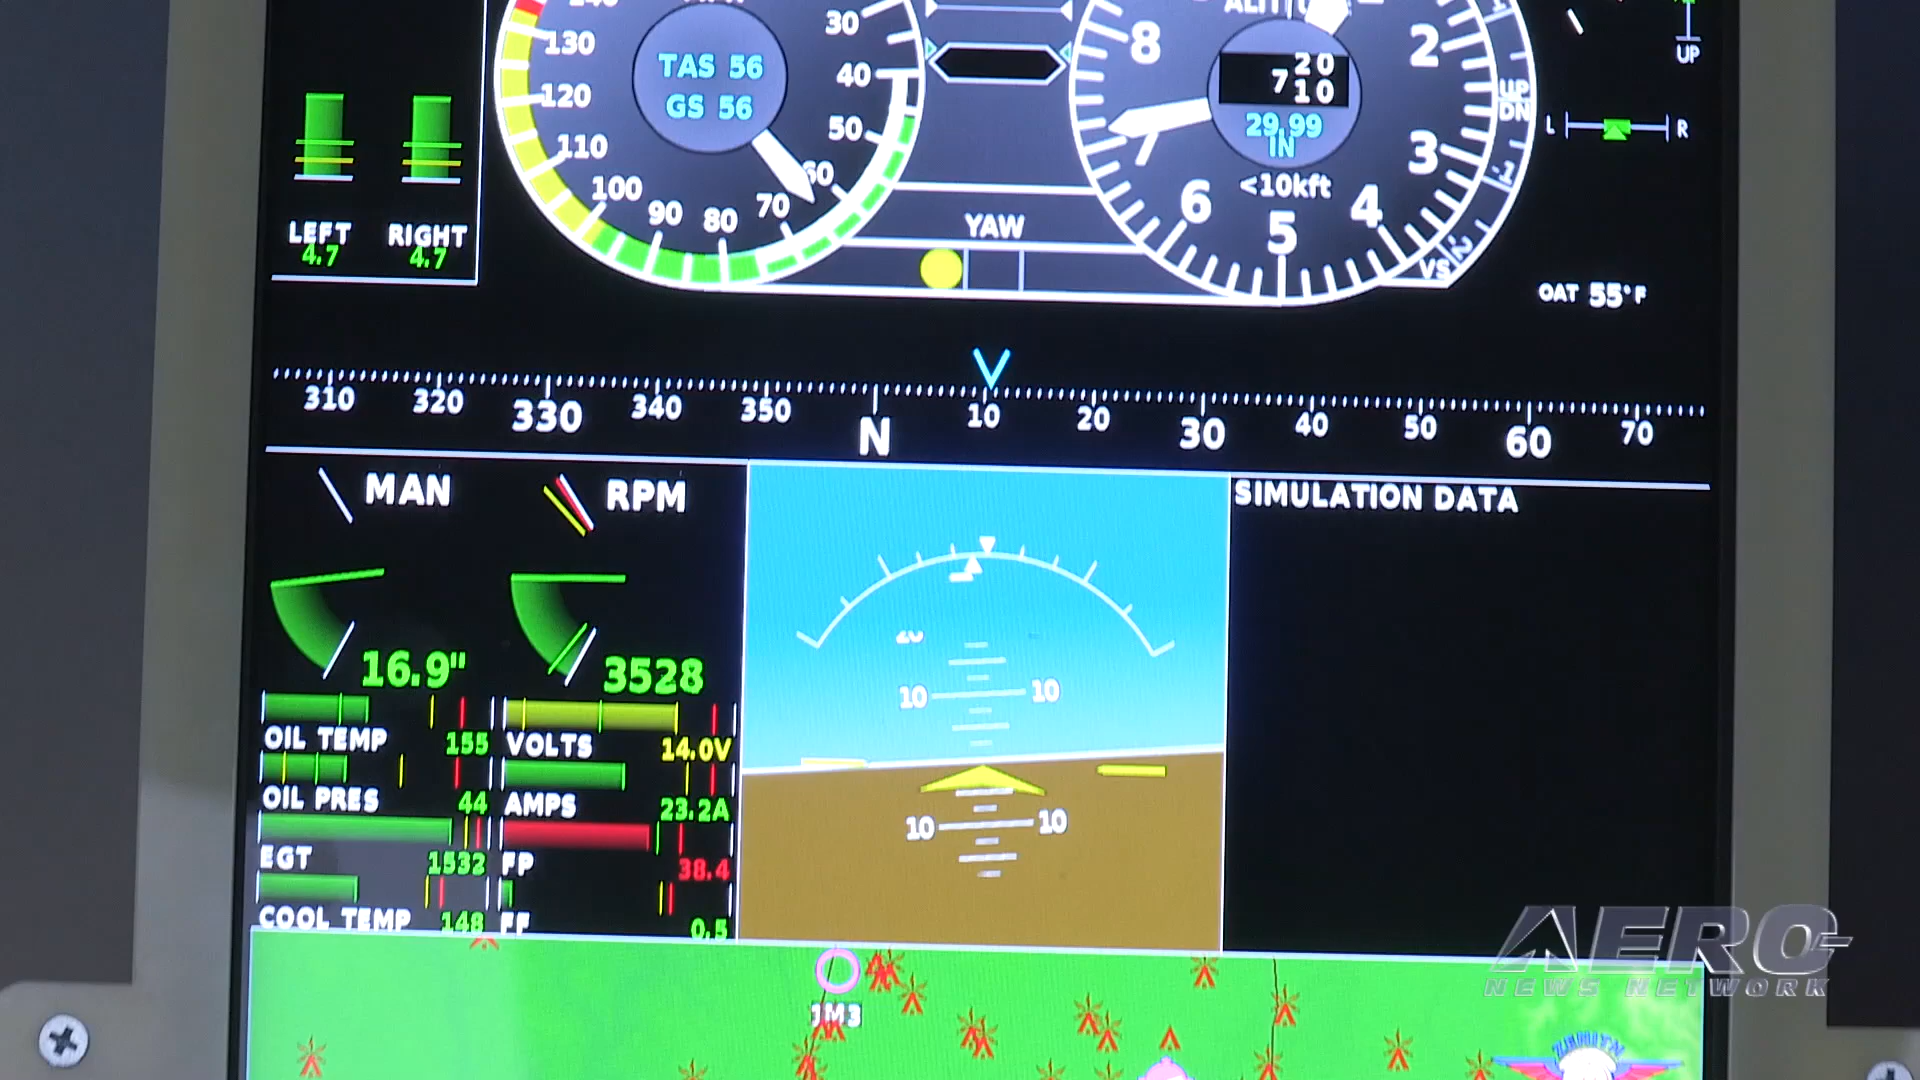 130
120
110
100
90
80
70
60
50
40
30
TAS 56
GS 56
8
2
3
4
5
6
20
7 10
29.99
IN
<10kft
UP
DN
VS
UP
L R
LEFT
4.7
RIGHT
4.7
YAW
OAT 55°F
310 320 330 340 350 N 10 20 30 40 50 60 70
MAN
RPM
SIMULATION DATA
16.9"
3528
OIL TEMP 155
VOLTS 14.0V
OIL PRES 44
AMPS 23.2A
EGT 1532
FP 38.4
COOL TEMP 148
FF 0.5
10 10
10 10
JM3
AERO
NEWS NETWORK
ZENITH